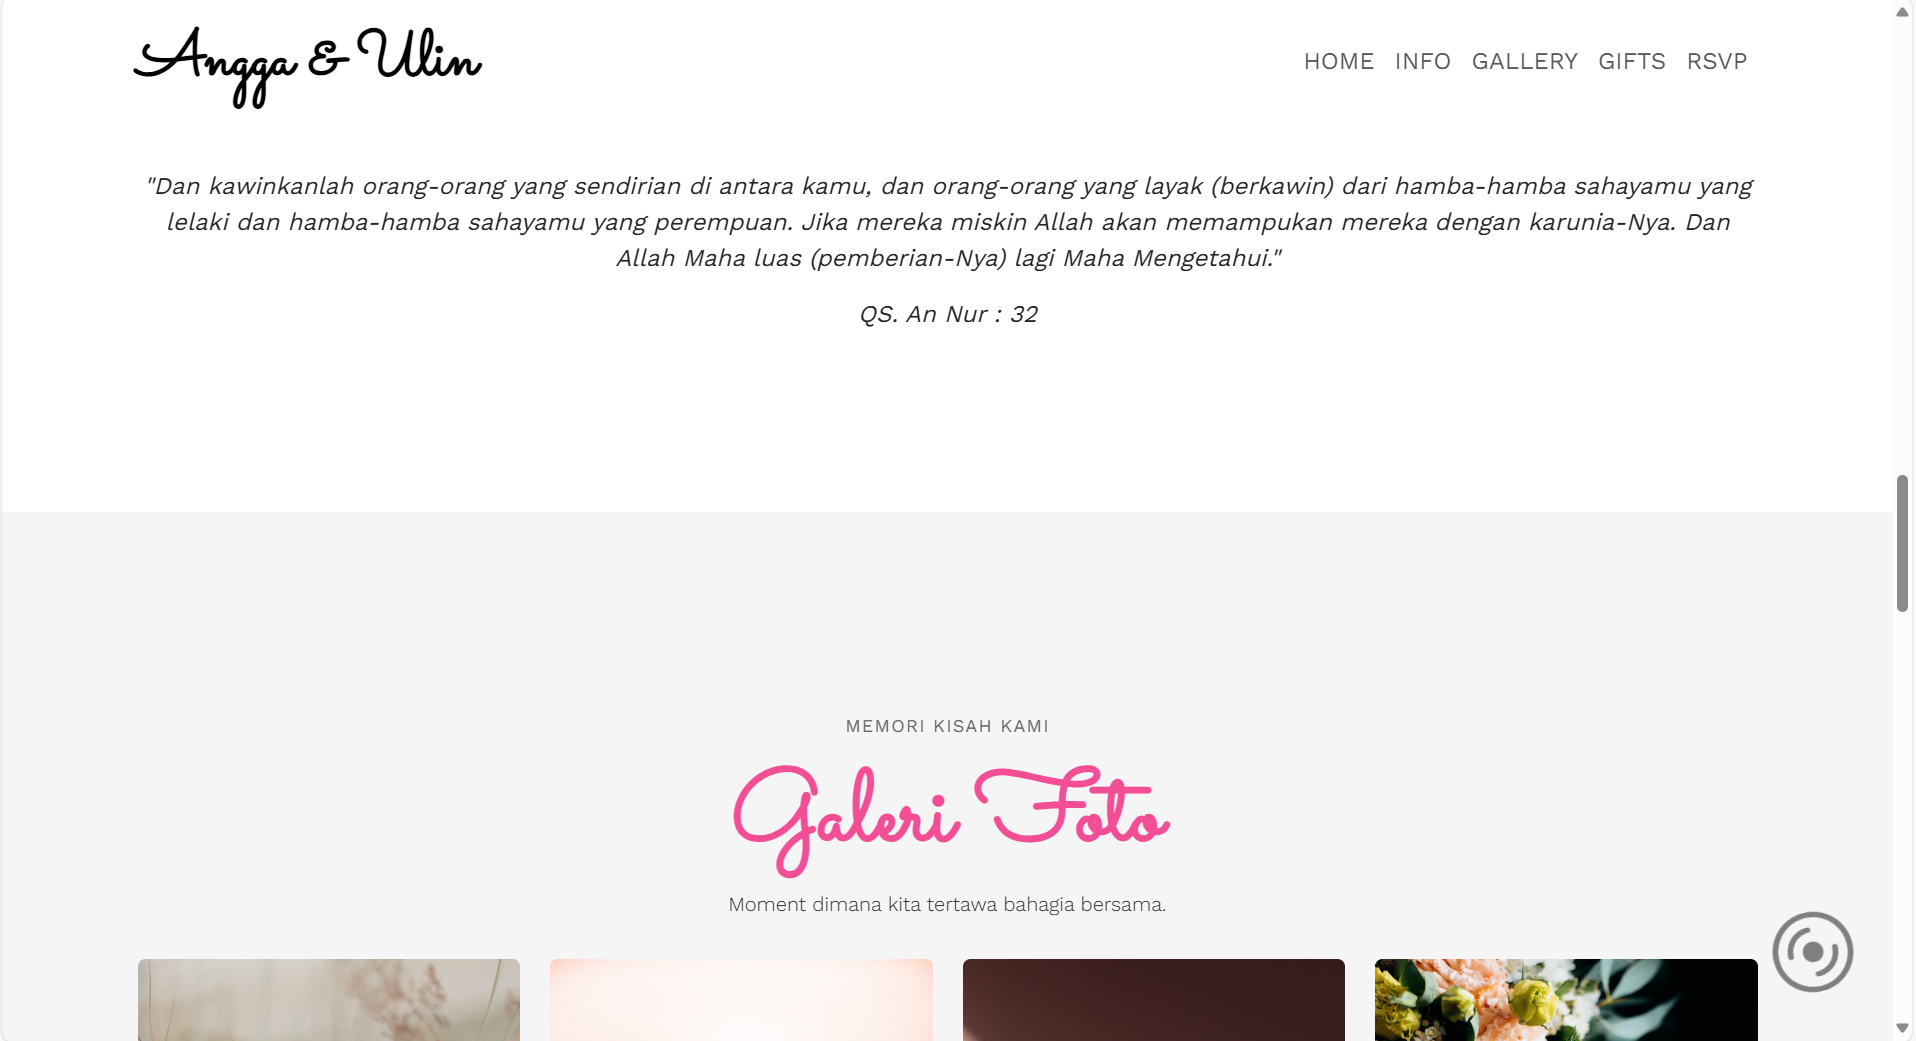 Angga & Ulin
HOME INFO GALLERY GIFTS RSVP
"Dan kawinkanlah orang-orang yang sendirian di antara kamu, dan orang-orang yang layak (berkawin) dari hamba-hamba sahayamu yang
lelaki dan hamba-hamba sahayamu yang perempuan. Jika mereka miskin Allah akan memampukan mereka dengan karunia-Nya. Dan
Allah Maha luas (pemberian-Nya) lagi Maha Mengetahui."
QS. An Nur : 32
MEMORI KISAH KAMI
Galeri Foto
Moment dimana kita tertawa bahagia bersama.